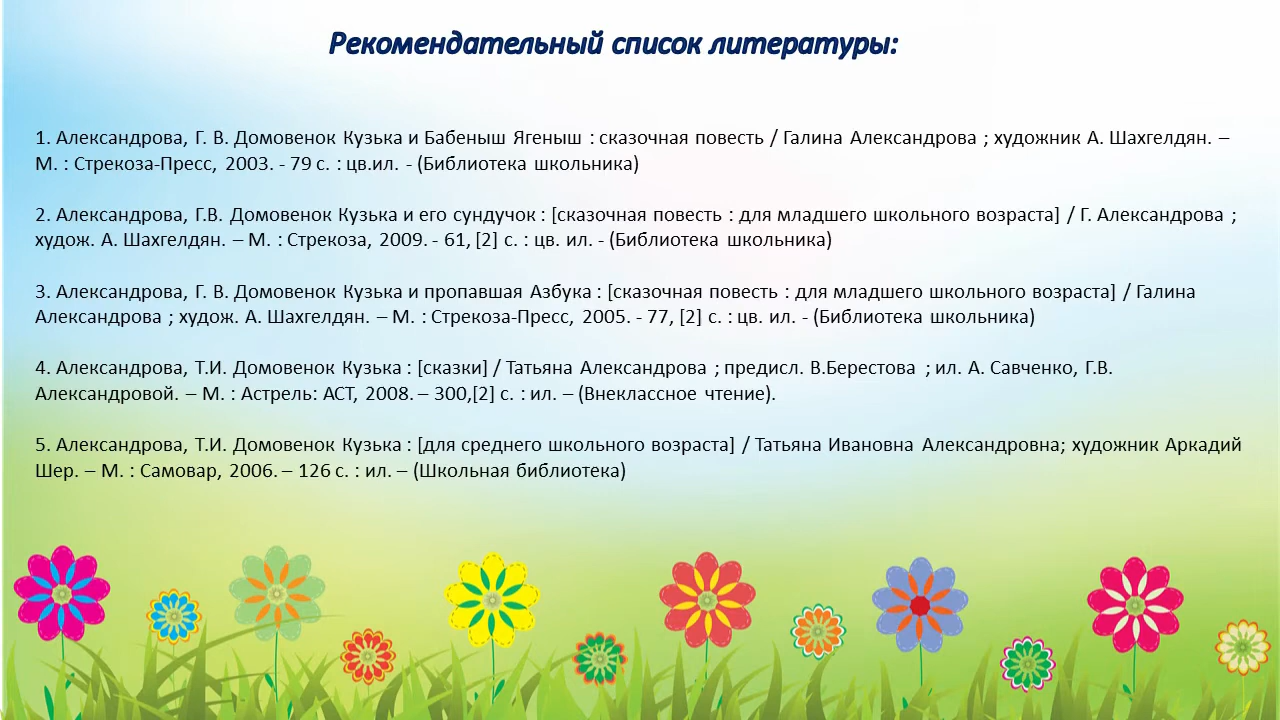 Рекомендательный список литературы:
1. Александрова, Г. В. Домовенок Кузька и Бабеныш Ягеныш : сказочная повесть / Галина Александрова ; художник А. Шахгелдян. –
М. : Стрекоза-Пресс, 2003. - 79 с. : цв.ил. - (Библиотека школьника)
2. Александрова, Г.В. Домовенок Кузька и его сундучок : [сказочная повесть : для младшего школьного возраста] / Г. Александрова ;
худож. А. Шахгелдян. – М. : Стрекоза, 2009. - 61, [2] с. : цв. ил. - (Библиотека школьника)
3. Александрова, Г. В. Домовенок Кузька и пропавшая Азбука : [сказочная повесть : для младшего школьного возраста] / Галина
Александрова ; худож. А. Шахгелдян. – М. : Стрекоза-Пресс, 2005. - 77, [2] с. : цв. ил. - (Библиотека школьника)
4. Александрова, Т.И. Домовенок Кузька : [сказки] / Татьяна Александрова ; предисл. В.Берестова ; ил. А. Савченко, Г.В.
Александровой. – М. : Астрель: АСТ, 2008. – 300,[2] с. : ил. – (Внеклассное чтение).
5. Александрова, Т.И. Домовенок Кузька : [для среднего школьного возраста] / Татьяна Ивановна Александровна; художник Аркадий
Шер. – М. : Самовар, 2006. – 126 с. : ил. – (Школьная библиотека)